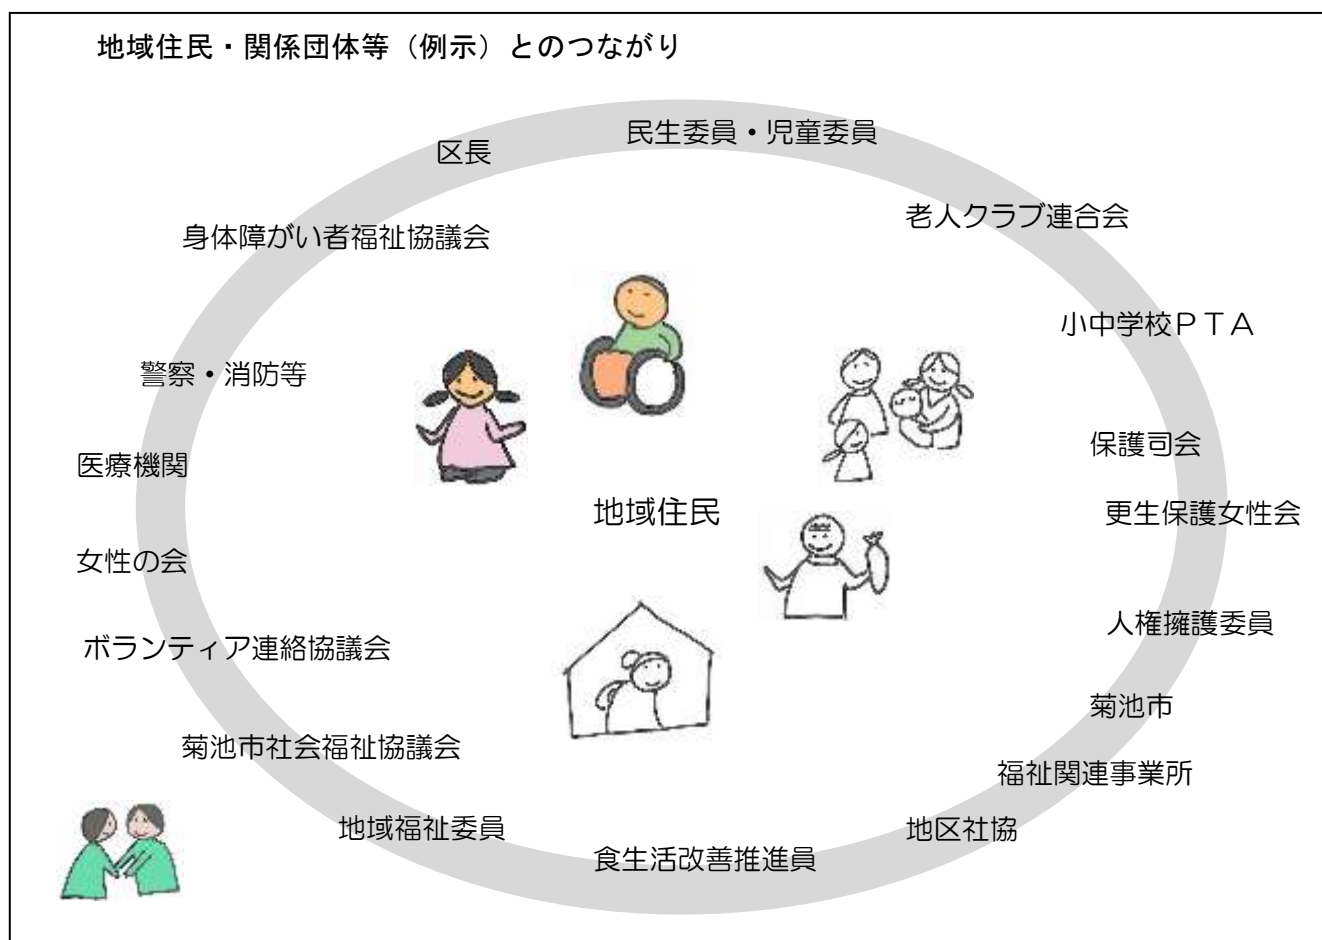 地域住民・関係団体等（例示）とのつながり
民生委員・児童委員
区長
老人クラブ連合会
身体障がい者福祉協議会
小中学校ＰＴＡ
警察・消防等
保護司会
医療機関
地域住民
更生保護女性会
女性の会
人権擁護委員
ボランティア連絡協議会
菊池市
菊池市社会福祉協議会
福祉関連事業所
地域福祉委員
地区社協
食生活改善推進員